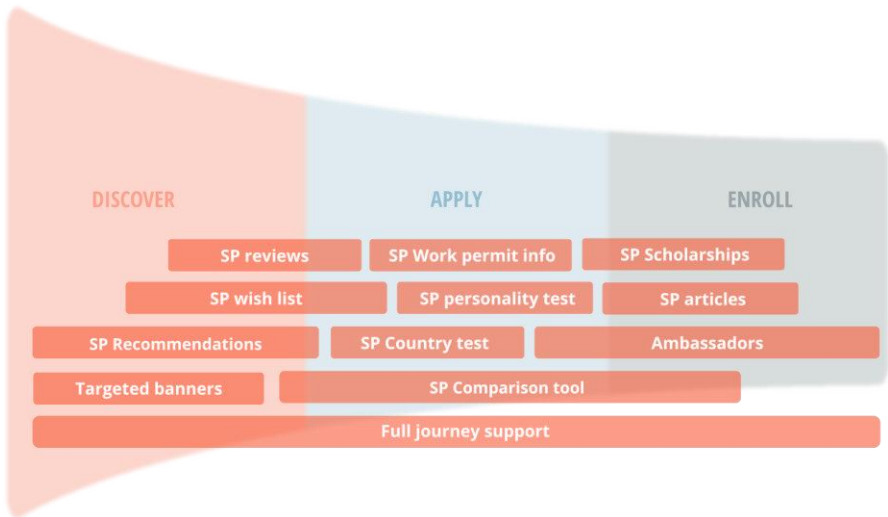 DISCOVER APPLY ENROLL
SP reviews SP Work permit info SP Scholarships
SP wish list SP personality test SP articles
SP Recommendations SP Country test Ambassadors
Targeted banners SP Comparison tool
Full journey support